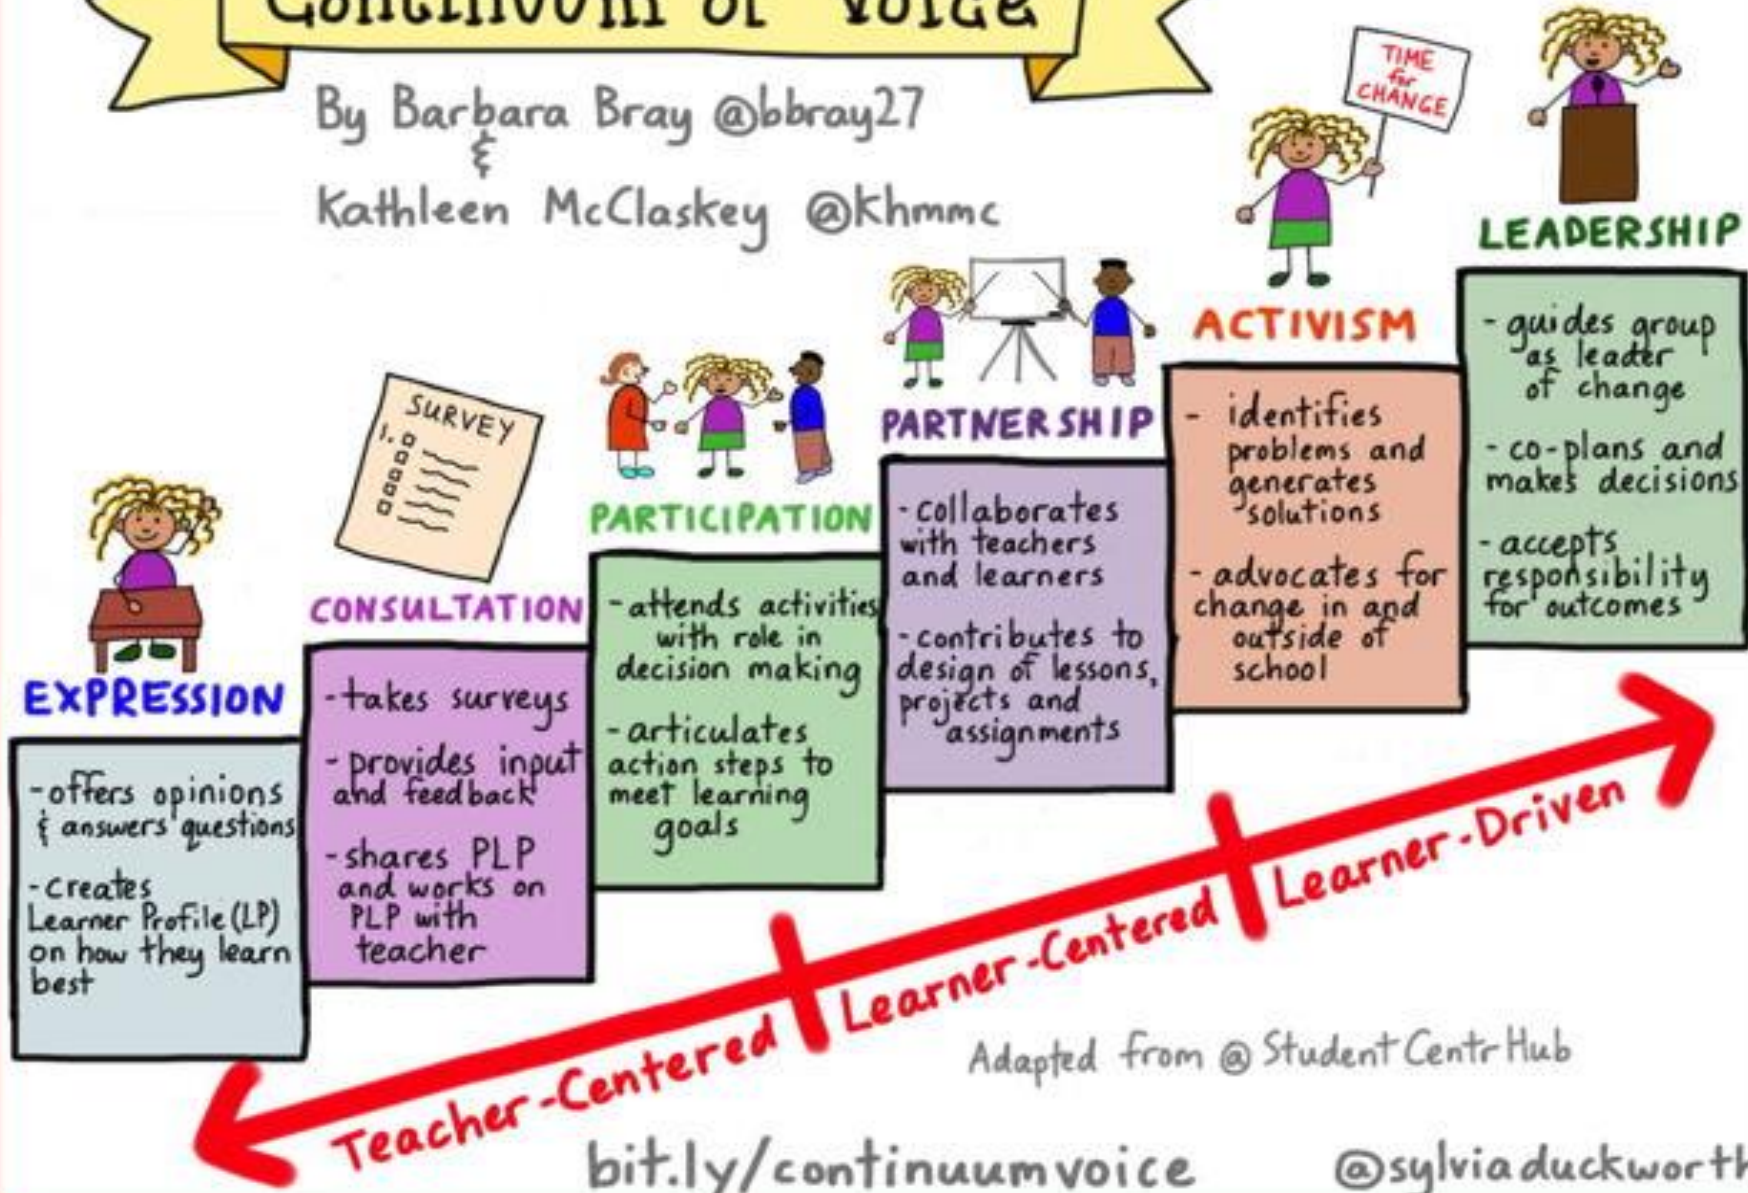 Continuum of Voice
By Barbara Bray @bbray27
&
Kathleen McClaskey @khmmc
TIME
for
CHANGE
LEADERSHIP
- guides group
as leader
of change
- co-plans and
makes decisions
- accepts
responsibility
for outcomes
ACTIVISM
- identifies
problems and
generates
solutions
- advocates for
change in and
outside of
school
PARTNERSHIP
- collaborates
with teachers
and learners
- contributes to
design of lessons,
projects and
assignments
PARTICIPATION
- attends activities
with role in
decision making
- articulates
action steps to
meet learning
goals
SURVEY
1.
CONSULTATION
- takes surveys
- provides input
and feedback
- shares PLP
and works on
PLP with
teacher
EXPRESSION
- offers opinions
& answers questions
- creates
Learner Profile (LP)
on how they learn
best
Teacher-Centered
Learner-Centered
Learner-Driven
Adapted from @StudentCentrHub
bit.ly/continuumvoice
@sylviaduckworth